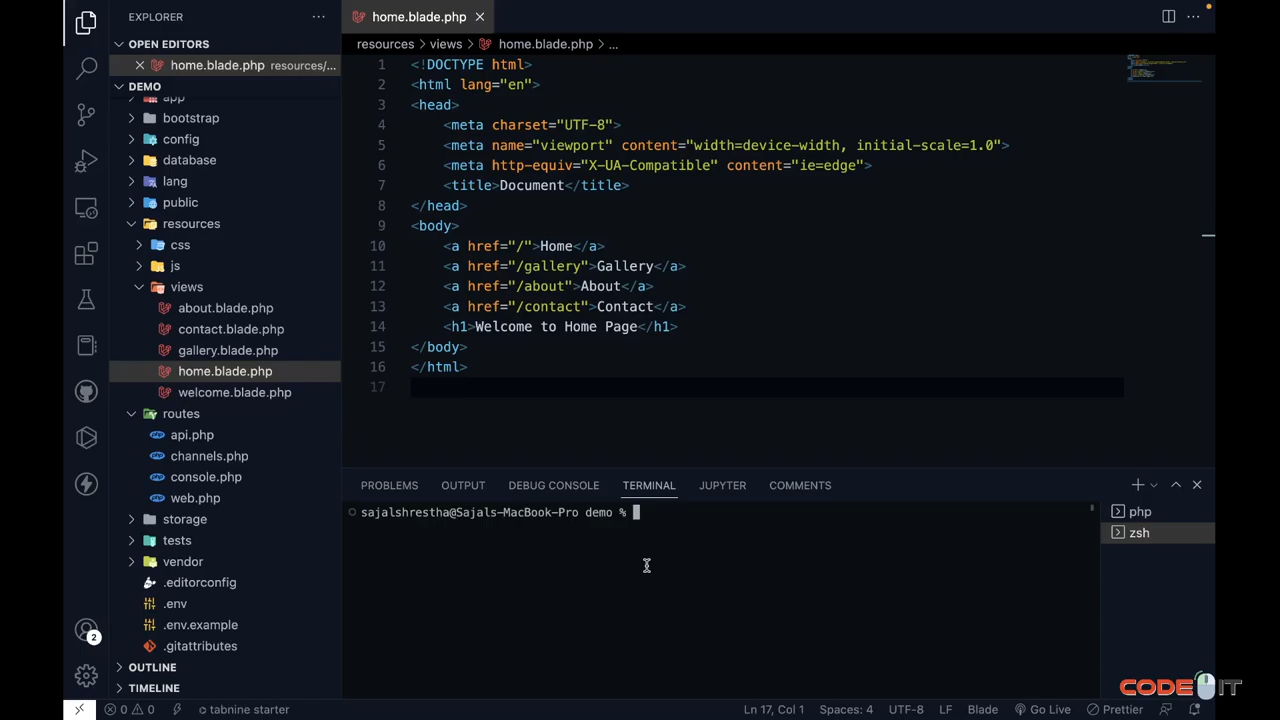 EXPLORER
home.blade.php
OPEN EDITORS
home.blade.php resources/...
resources > views > home.blade.php > ...
DEMO
app
bootstrap
config
database
lang
public
resources
css
js
views
about.blade.php
contact.blade.php
gallery.blade.php
home.blade.php
welcome.blade.php
routes
api.php
channels.php
console.php
web.php
storage
tests
vendor
.editorconfig
.env
.env.example
.gitattributes
OUTLINE
TIMELINE
1 <!DOCTYPE html>
2 <html lang="en">
3 <head>
4 <meta charset="UTF-8">
5 <meta name="viewport" content="width=device-width, initial-scale=1.0">
6 <meta http-equiv="X-UA-Compatible" content="ie=edge">
7 <title>Document</title>
8 </head>
9 <body>
10 <a href="/">Home</a>
11 <a href="/gallery">Gallery</a>
12 <a href="/about">About</a>
13 <a href="/contact">Contact</a>
14 <h1>Welcome to Home Page</h1>
15 </body>
16 </html>
17
PROBLEMS OUTPUT DEBUG CONSOLE TERMINAL JUPYTER COMMENTS
sajalshrestha@Sajals-MacBook-Pro demo %
php
zsh
2
CODE IT
0 0 tabnine starter Ln 17, Col 1 Spaces: 4 UTF-8 LF Blade Go Live Prettier